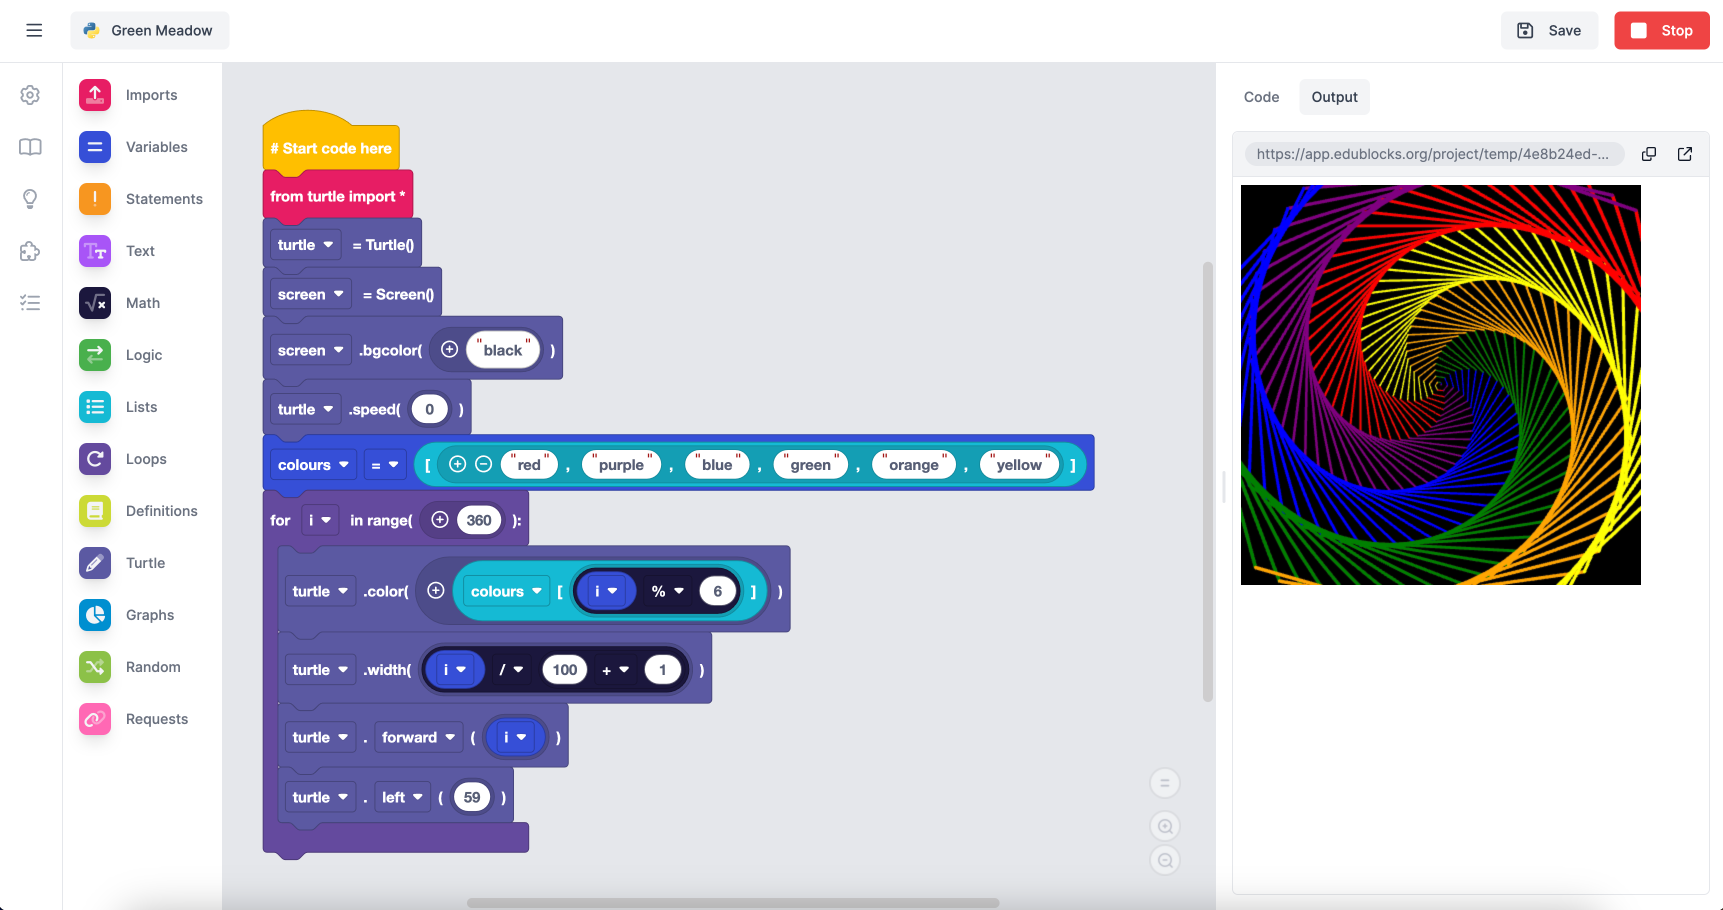 Green Meadow
Save
Stop
Imports
Variables
Statements
Text
Math
Logic
Lists
Loops
Definitions
Turtle
Graphs
Random
Requests
# Start code here
from turtle import *
turtle = Turtle()
screen = Screen()
screen .bgcolor( "black" )
turtle .speed( 0 )
colours = [ "red" , "purple" , "blue" , "green" , "orange" , "yellow" ]
for i in range( 360 ):
turtle .color( colours [ i % 6 ] )
turtle .width( i / 100 + 1 )
turtle . forward ( i )
turtle . left ( 59 )
Code Output
https://app.edublocks.org/project/temp/4e8b24ed-...